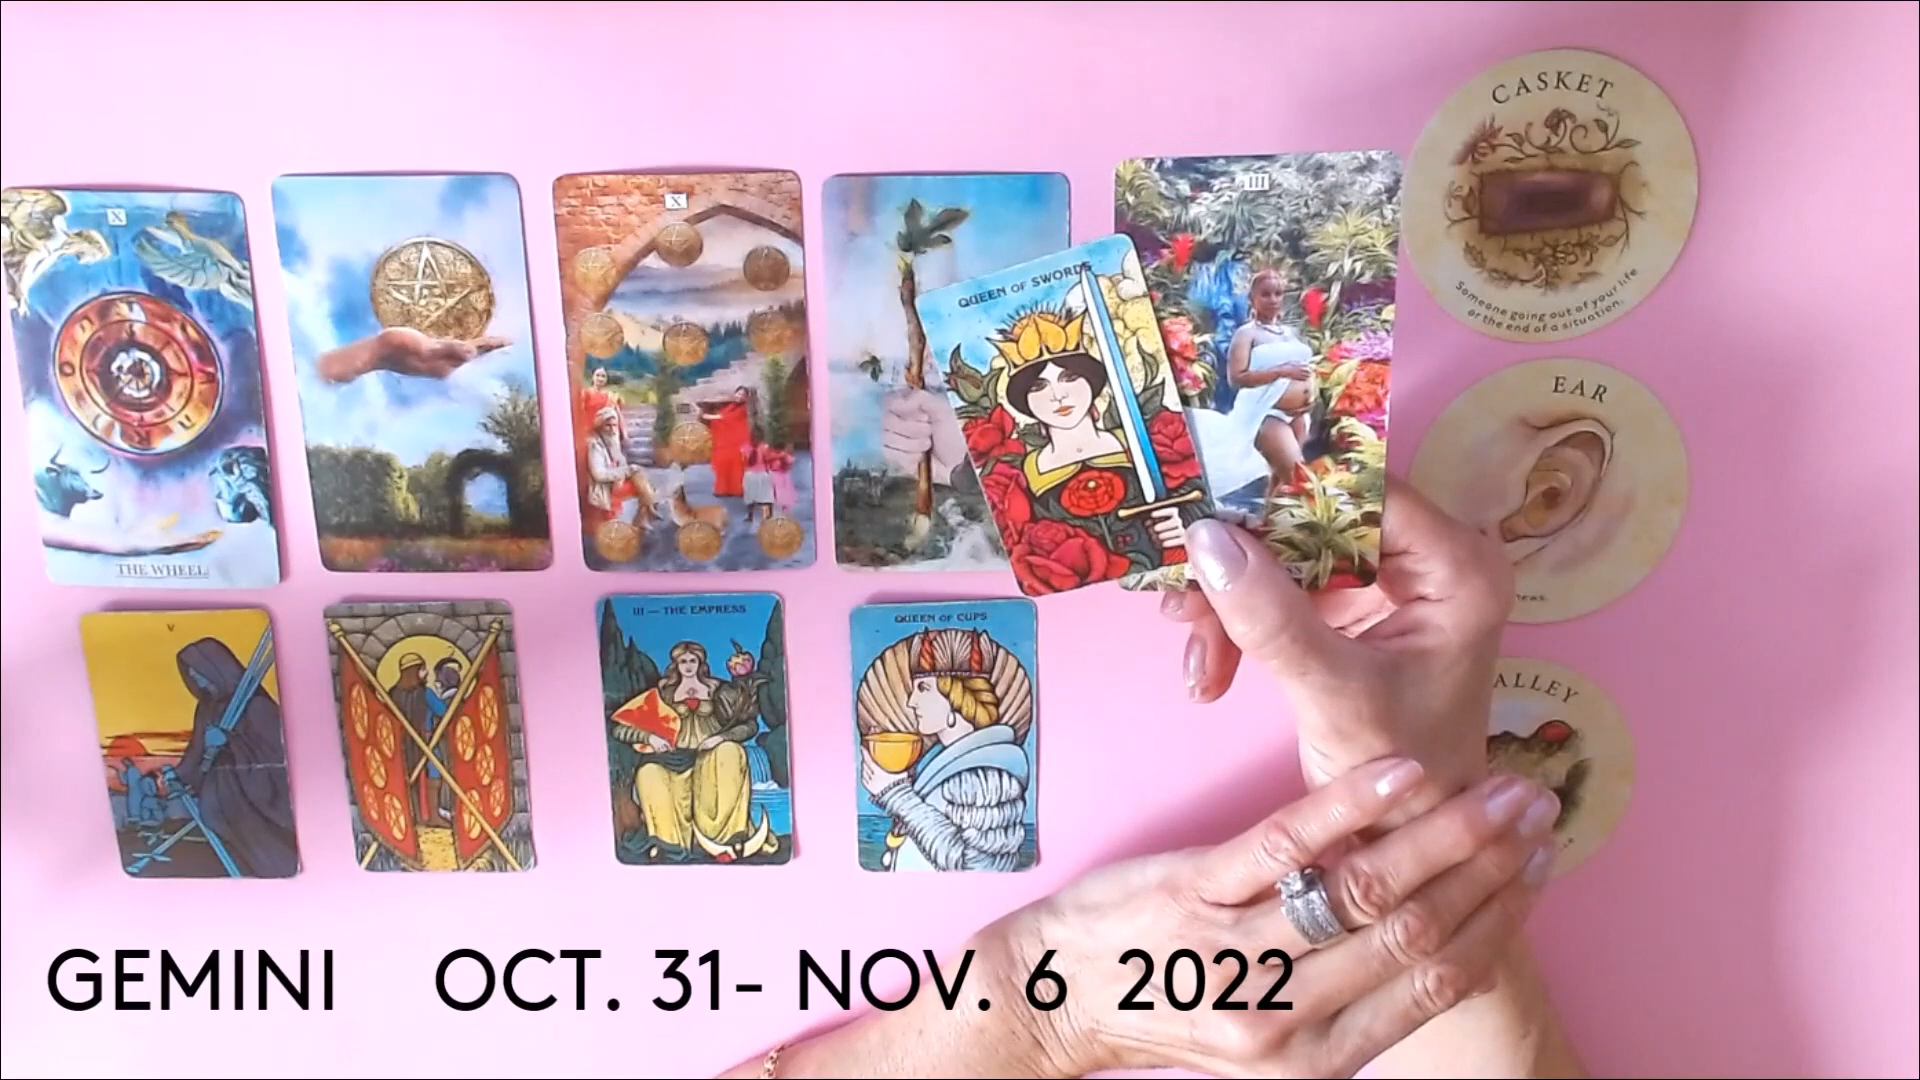 CASKET
Someone going out of your life
or the end of a situation.
X
X
III
QUEEN OF SWORDS
EAR
news.
THE WHEEL
V
III — THE EMPRESS
QUEEN OF CUPS
ALLEY
GEMINI OCT. 31- NOV. 6 2022